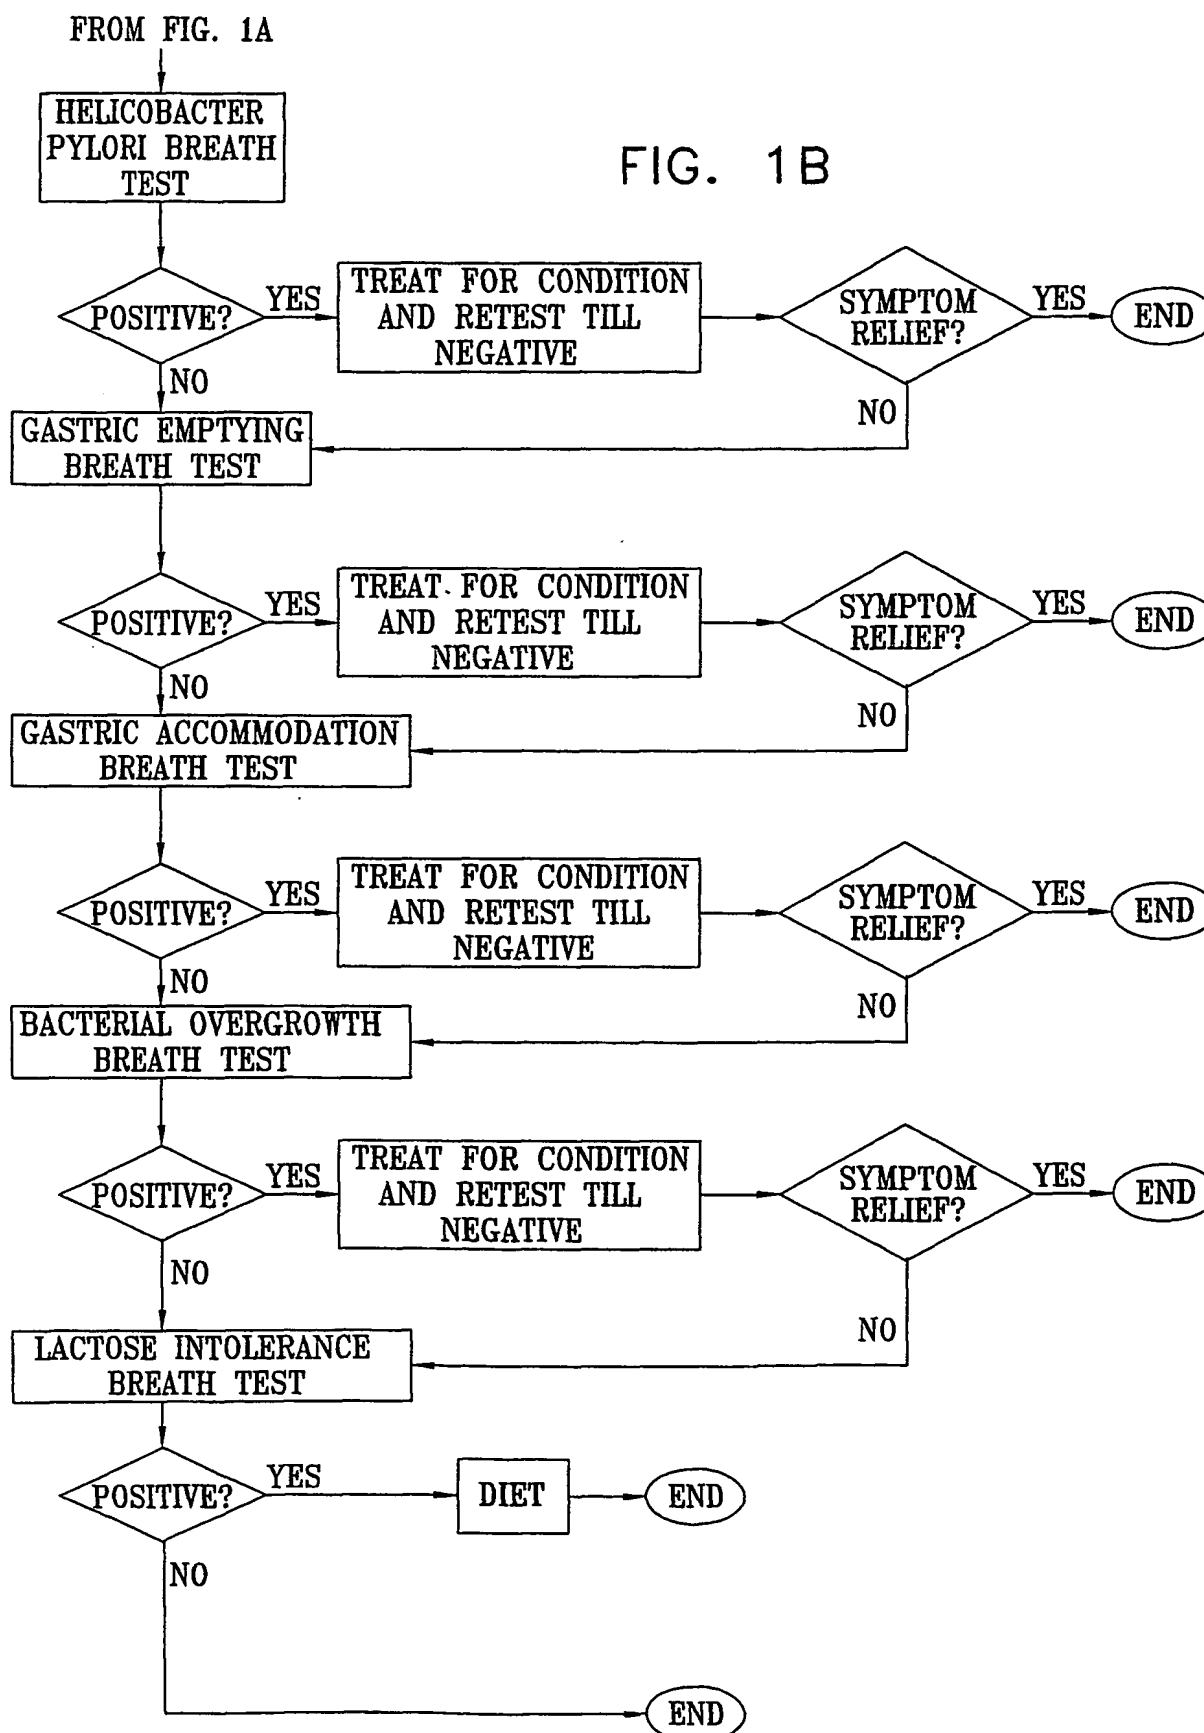 FROM FIG. 1A
HELICOBACTER
PYLORI BREATH
TEST
FIG. 1B
POSITIVE?
YES
TREAT FOR CONDITION
AND RETEST TILL
NEGATIVE
SYMPTOM
RELIEF?
YES
END
NO
NO
GASTRIC EMPTYING
BREATH TEST
POSITIVE?
YES
TREAT FOR CONDITION
AND RETEST TILL
NEGATIVE
SYMPTOM
RELIEF?
YES
END
NO
NO
GASTRIC ACCOMMODATION
BREATH TEST
POSITIVE?
YES
TREAT FOR CONDITION
AND RETEST TILL
NEGATIVE
SYMPTOM
RELIEF?
YES
END
NO
NO
BACTERIAL OVERGROWTH
BREATH TEST
POSITIVE?
YES
TREAT FOR CONDITION
AND RETEST TILL
NEGATIVE
SYMPTOM
RELIEF?
YES
END
NO
NO
LACTOSE INTOLERANCE
BREATH TEST
POSITIVE?
YES
DIET
END
NO
END